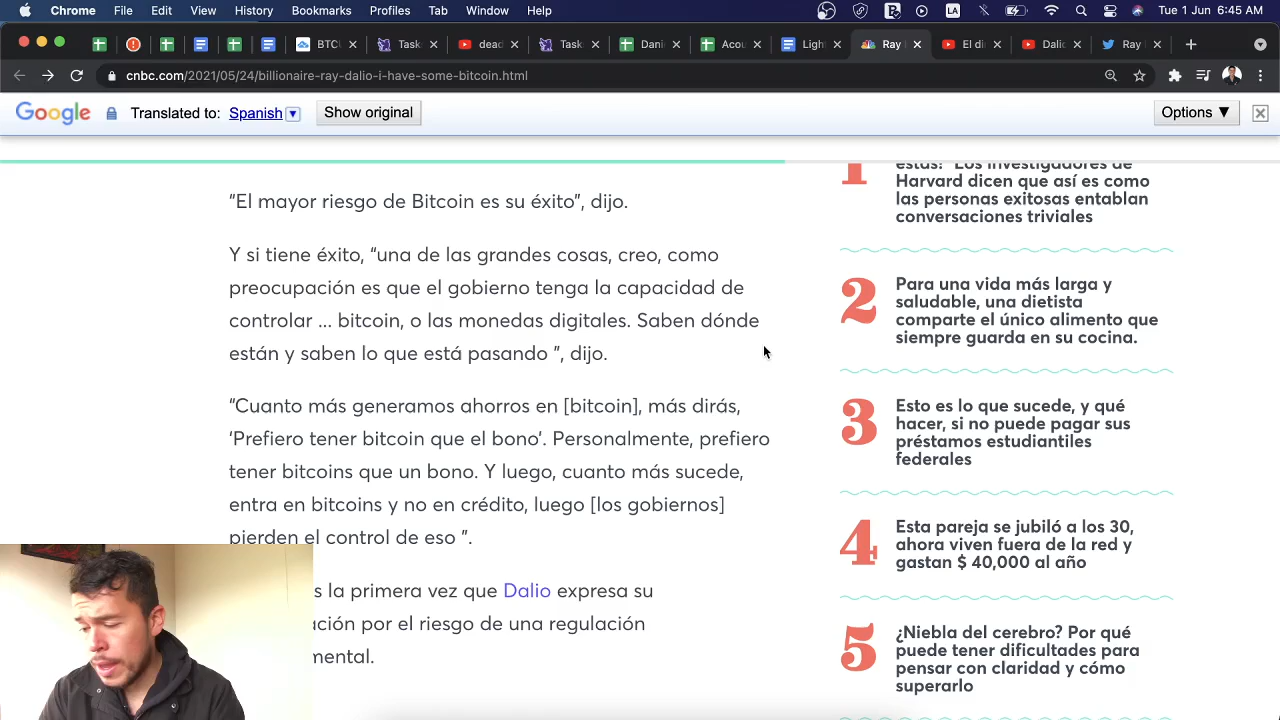 Chrome File Edit View History Bookmarks Profiles Tab Window Help LA Tue 1 Jun 6:45 AM
BTCU Task dead Task Dani Acou Light Ray El di Dalio Ray
cnbc.com/2021/05/24/billionaire-ray-dalio-i-have-some-bitcoin.html
Google Translated to: Spanish Show original Options
“El mayor riesgo de Bitcoin es su éxito”, dijo.
Y si tiene éxito, “una de las grandes cosas, creo, como
preocupación es que el gobierno tenga la capacidad de
controlar ... bitcoin, o las monedas digitales. Saben dónde
están y saben lo que está pasando ”, dijo.
“Cuanto más generamos ahorros en [bitcoin], más dirás,
‘Prefiero tener bitcoin que el bono’. Personalmente, prefiero
tener bitcoins que un bono. Y luego, cuanto más sucede,
entra en bitcoins y no en crédito, luego [los gobiernos]
pierden el control de eso ”.
s la primera vez que Dalio expresa su
ación por el riesgo de una regulación
mental.
1 estás? Los investigadores de
Harvard dicen que así es como
las personas exitosas entablan
conversaciones triviales
2 Para una vida más larga y
saludable, una dietista
comparte el único alimento que
siempre guarda en su cocina.
3 Esto es lo que sucede, y qué
hacer, si no puede pagar sus
préstamos estudiantiles
federales
4 Esta pareja se jubiló a los 30,
ahora viven fuera de la red y
gastan $ 40,000 al año
5 ¿Niebla del cerebro? Por qué
puede tener dificultades para
pensar con claridad y cómo
superarlo